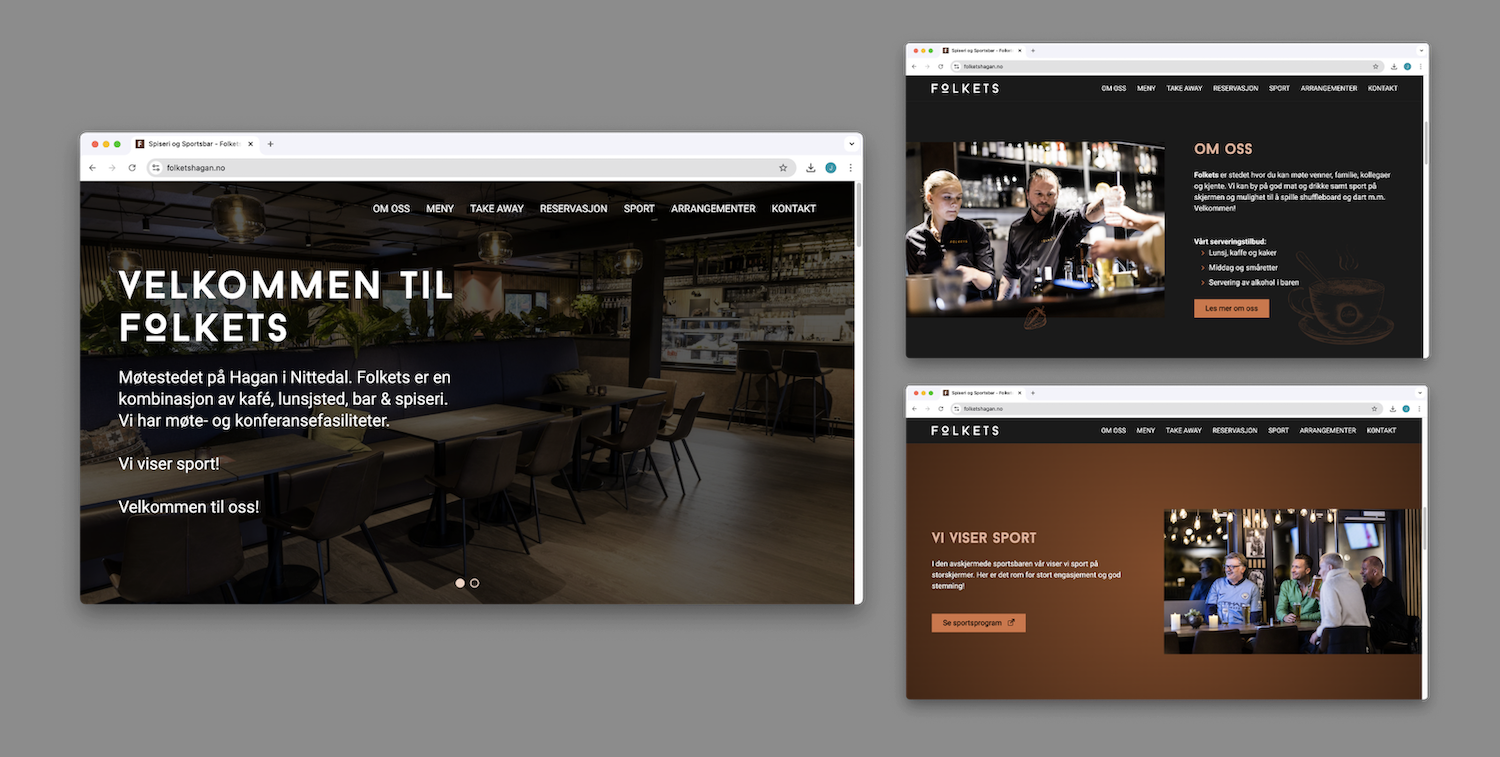 Spiseri og Sportsbar - Folkets
folketshagan.no
OM OSS MENY TAKE AWAY RESERVASJON SPORT ARRANGEMENTER KONTAKT
VELKOMMEN TIL
FOLKETS
Møtestedet på Hagan i Nittedal. Folkets er en
kombinasjon av kafé, lunsjsted, bar & spiseri.
Vi har møte- og konferansefasiliteter.
Vi viser sport!
Velkommen til oss!
Spiseri og Sportsbar - Folkets
folketshagan.no
FOLKETS OM OSS MENY TAKE AWAY RESERVASJON SPORT ARRANGEMENTER KONTAKT
OM OSS
Folkets er stedet hvor du kan møte venner, familie, kollegaer
og kjente. Vi kan by på god mat og drikke samt sport på
skjermen og mulighet til å spille shuffleboard og dart m.m.
Velkommen!
Vårt serveringstilbud:
Lunsj, kaffe og kaker
Middag og småretter
Servering av alkohol i baren
Les mer om oss
Spiseri og Sportsbar - Folkets
folketshagan.no
FOLKETS OM OSS MENY TAKE AWAY RESERVASJON SPORT ARRANGEMENTER KONTAKT
VI VISER SPORT
I den avskjermede sportsbaren vår viser vi sport på
storskjermer. Her er det rom for stort engasjement og god
stemning!
Se sportsprogram